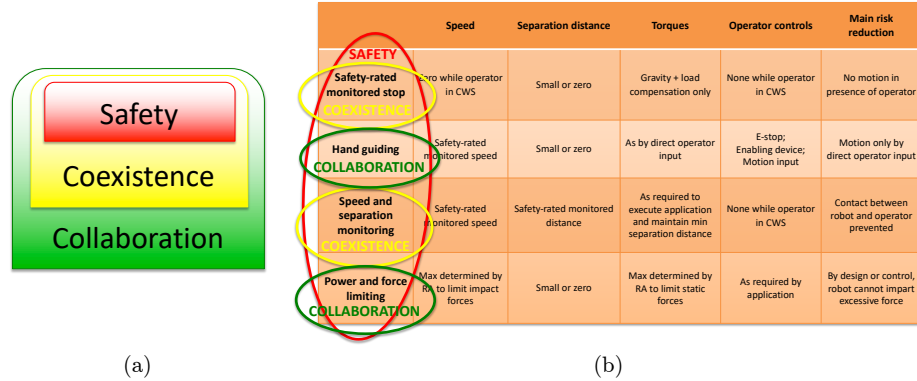 Safety
Coexistence
Collaboration
(a)
Speed
Separation distance
Torques
Operator controls
Main risk
reduction
SAFETY
Safety-rated
monitored stop
COEXISTENCE
Zero while operator
in CWS
Small or zero
Gravity + load
compensation only
None while operator
in CWS
No motion in
presence of operator
Hand guiding
COLLABORATION
Safety-rated
monitored speed
Small or zero
As by direct operator
input
E-stop;
Enabling device;
Motion input
Motion only by
direct operator input
Speed and
separation
monitoring
COEXISTENCE
Safety-rated
monitored speed
Safety-rated monitored
distance
As required to
execute application
and maintain min
separation distance
None while operator
in CWS
Contact between
robot and operator
prevented
Power and force
limiting
COLLABORATION
Max determined by
RA to limit impact
forces
Small or zero
Max determined by
RA to limit static
forces
As required by
application
By design or control,
robot cannot impart
excessive force
(b)